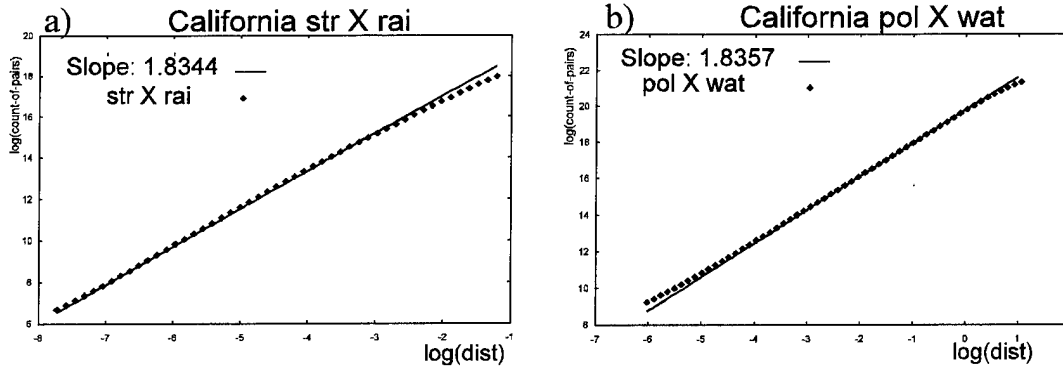 a) California str X rai
20
18
16
14
12
10
8
6
log(count-of-pairs)
Slope: 1.8344
str X rai
-8 -7 -6 -5 -4 -3 -2 -1
log(dist)
b) California pol X wat
24
22
20
18
16
14
12
10
8
log(count-of-pairs)
Slope: 1.8357
pol X wat
-7 -6 -5 -4 -3 -2 -1 0 1 2
log(dist)